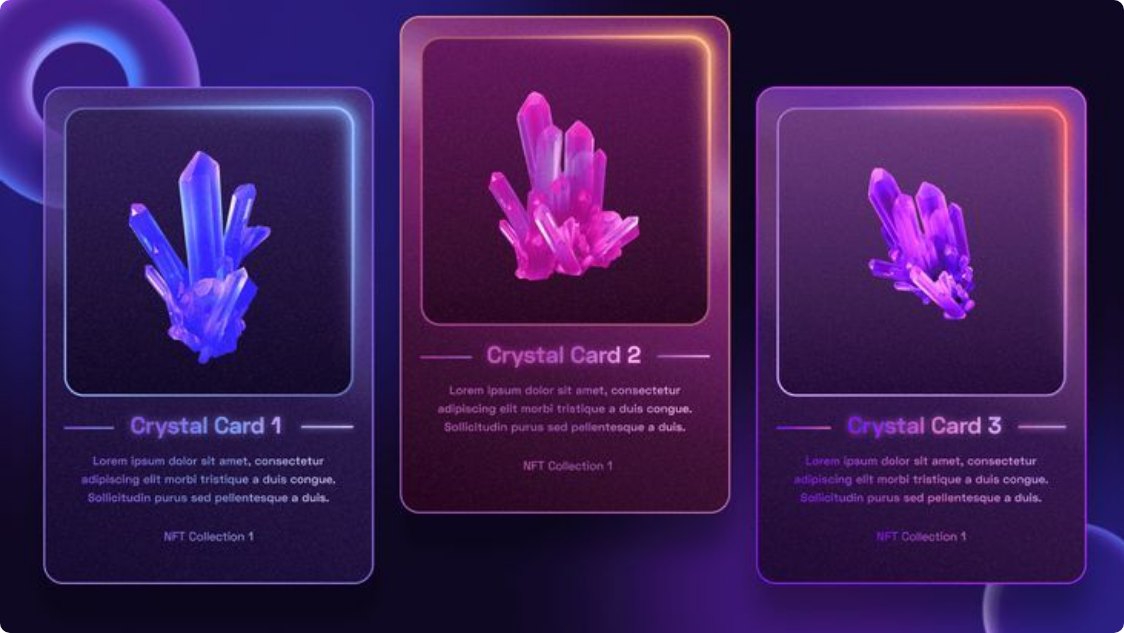 Crystal Card 1
Lorem ipsum dolor sit amet, consectetur
adipiscing elit morbi tristique a duis congue.
Sollicitudin purus sed pellentesque a duis.
NFT Collection 1
Crystal Card 2
Lorem ipsum dolor sit amet, consectetur
adipiscing elit morbi tristique a duis congue.
Sollicitudin purus sed pellentesque a duis.
NFT Collection 1
Crystal Card 3
Lorem ipsum dolor sit amet, consectetur
adipiscing elit morbi tristique a duis congue.
Sollicitudin purus sed pellentesque a duis.
NFT Collection 1